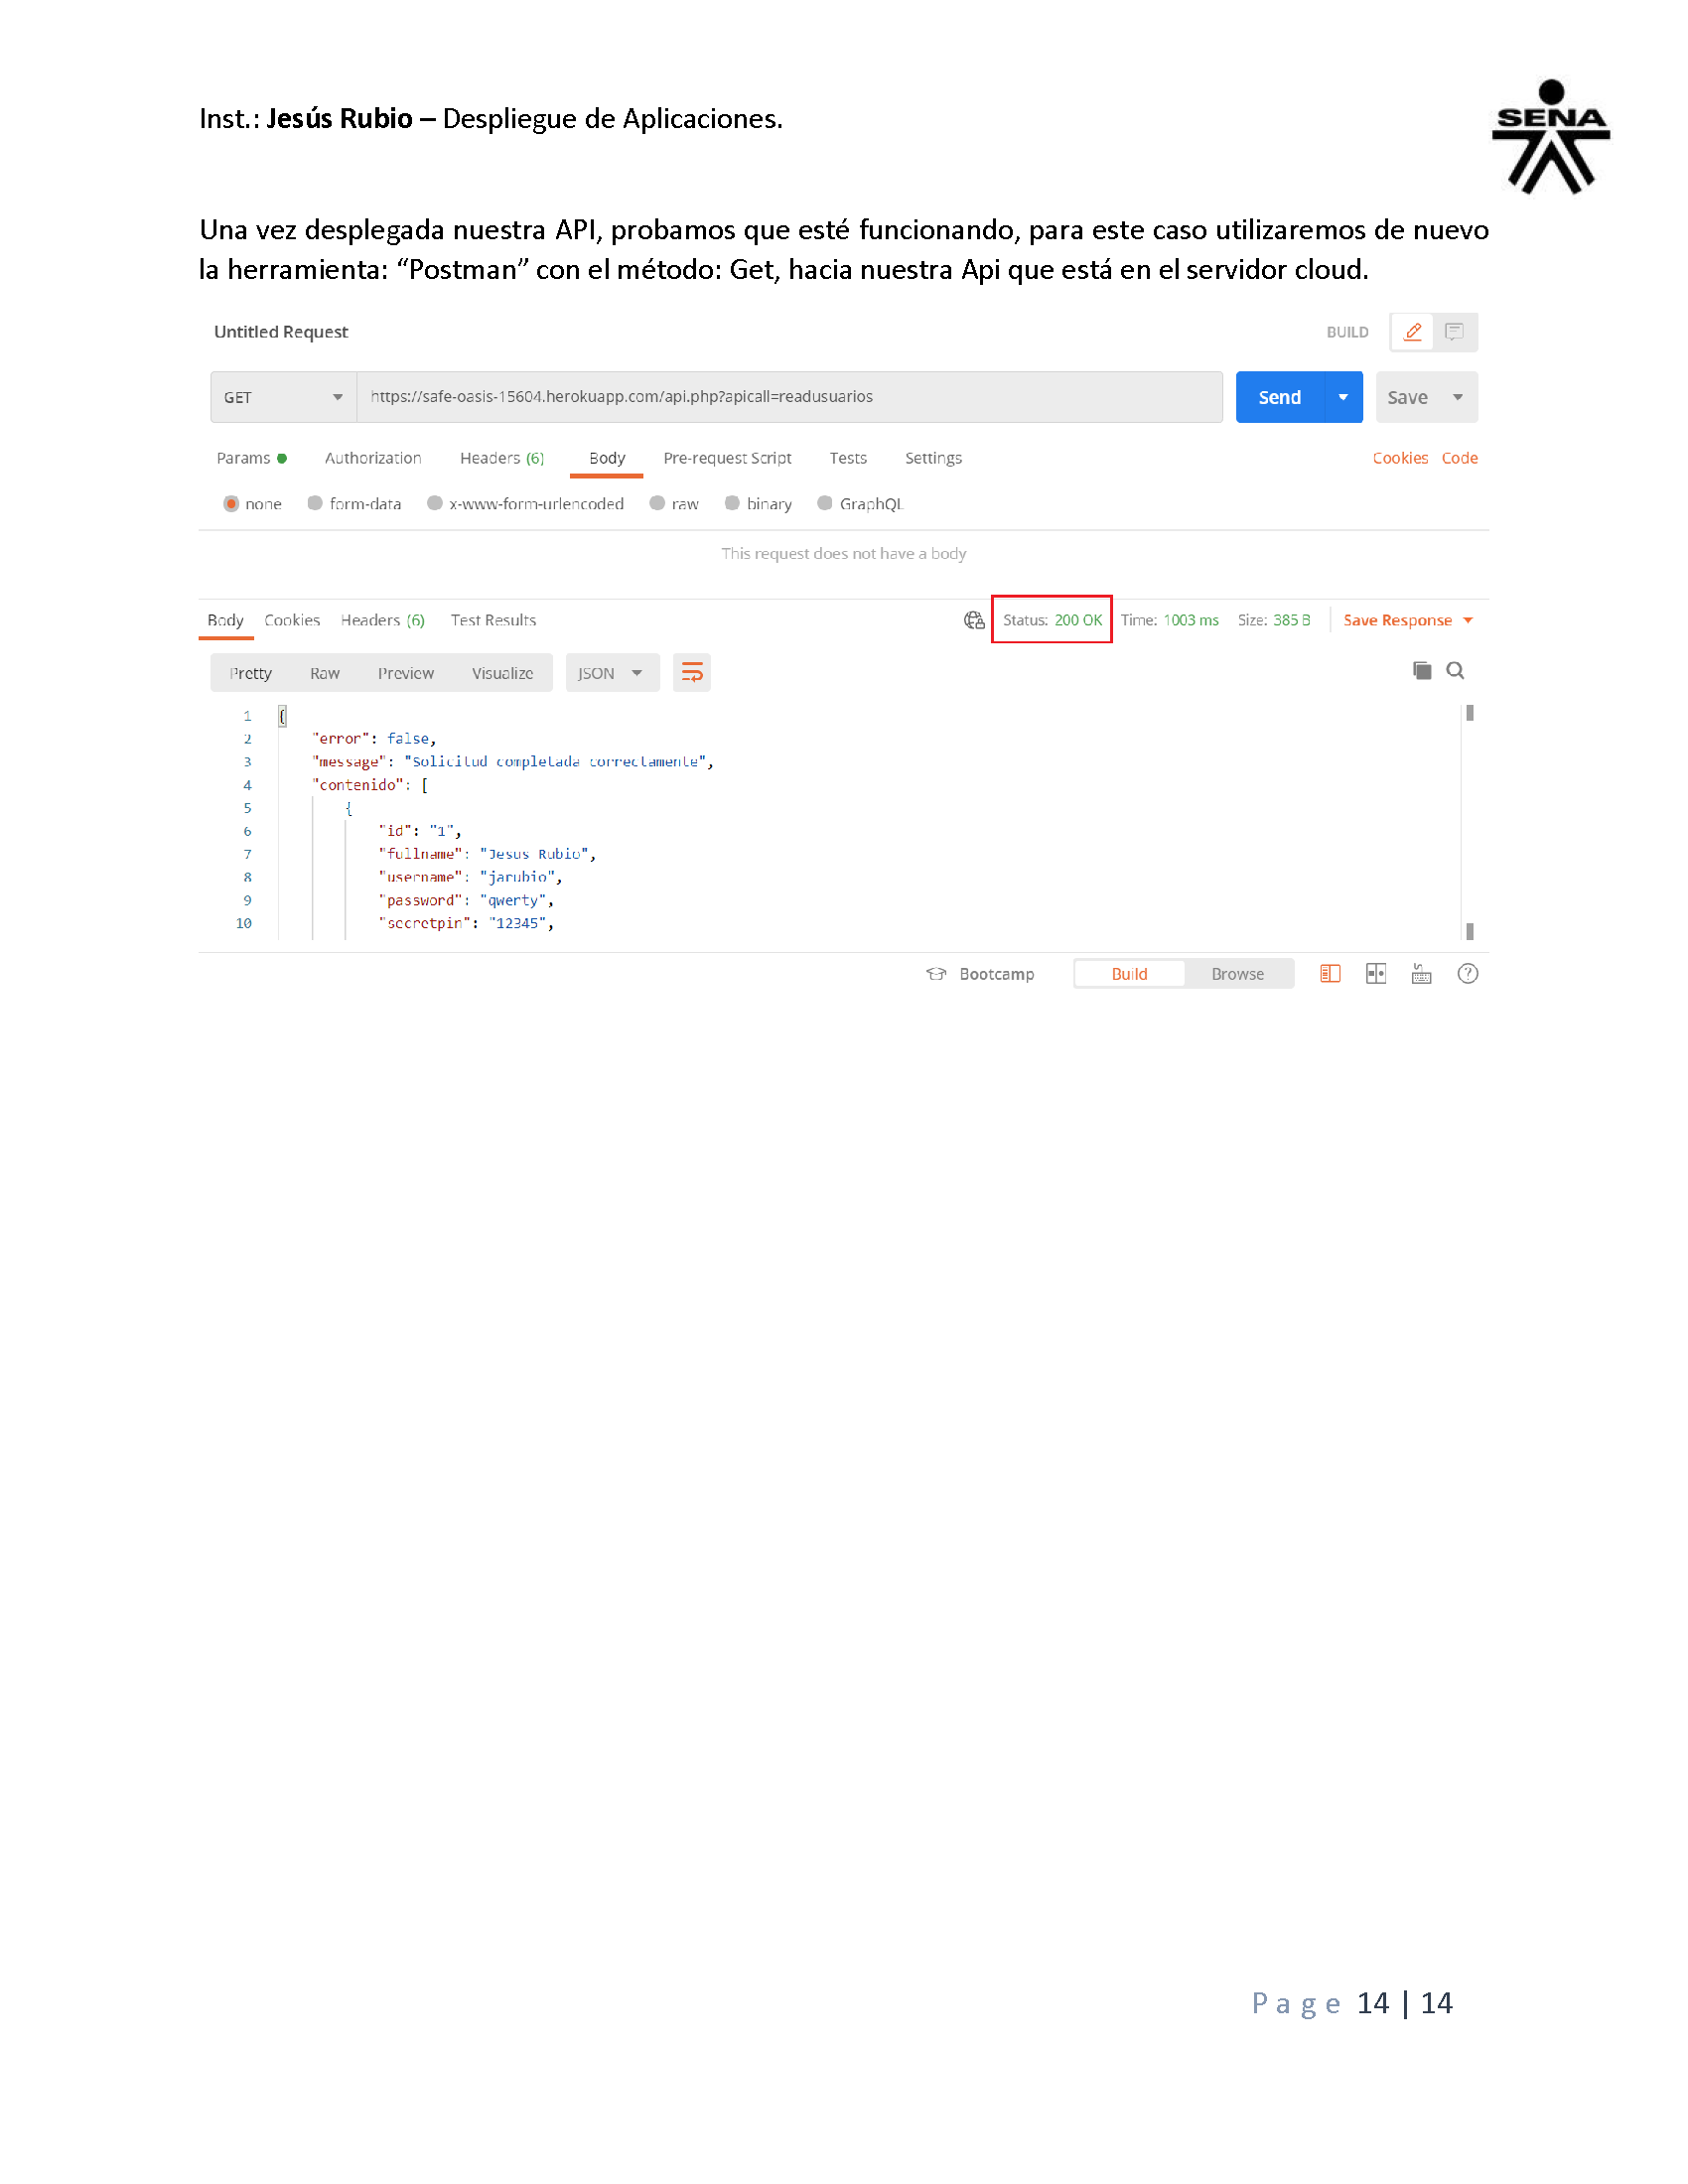 Inst.: Jesús Rubio – Despliegue de Aplicaciones.
SENA
Una vez desplegada nuestra API, probamos que esté funcionando, para este caso utilizaremos de nuevo
la herramienta: “Postman” con el método: Get, hacia nuestra Api que está en el servidor cloud.
Untitled Request BUILD
GET https://safe-oasis-15604.herokuapp.com/api.php?apicall=readusuarios Send Save
Params Authorization Headers (6) Body Pre-request Script Tests Settings Cookies Code
none form-data x-www-form-urlencoded raw binary GraphQL
This request does not have a body
Body Cookies Headers (6) Test Results Status: 200 OK Time: 1003 ms Size: 385 B Save Response
Pretty Raw Preview Visualize JSON
1 {
2 "error": false,
3 "message": "Solicitud completada correctamente",
4 "contenido": [
5 {
6 "id": "1",
7 "fullname": "Jesus Rubio",
8 "username": "jarubio",
9 "password": "qwerty",
10 "secretpin": "12345",
Bootcamp Build Browse
Page 14 | 14